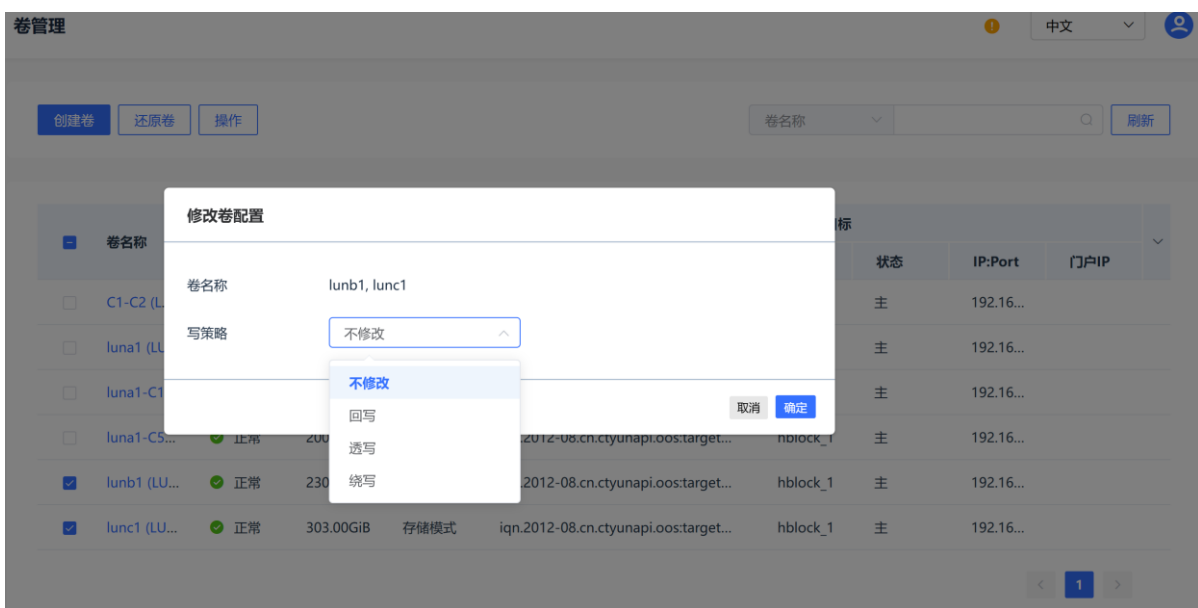 卷管理
中文
创建卷 还原卷 操作 卷名称 刷新
卷名称 标
状态 IP:Port 门户IP
修改卷配置
卷名称 lunb1, lunc1
写策略 不修改
不修改
回写
透写
绕写
取消 确定
C1-C2 (L 主 192.16...
luna1 (LU 主 192.16...
luna1-C1 主 192.16...
luna1-C5... 正常 200 .2012-08.cn.ctyunapi.oos:target... hblock_1 主 192.16...
lunb1 (LU... 正常 230 .2012-08.cn.ctyunapi.oos:target... hblock_1 主 192.16...
lunc1 (LU... 正常 303.00GiB 存储模式 iqn.2012-08.cn.ctyunapi.oos:target... hblock_1 主 192.16...
< 1 >